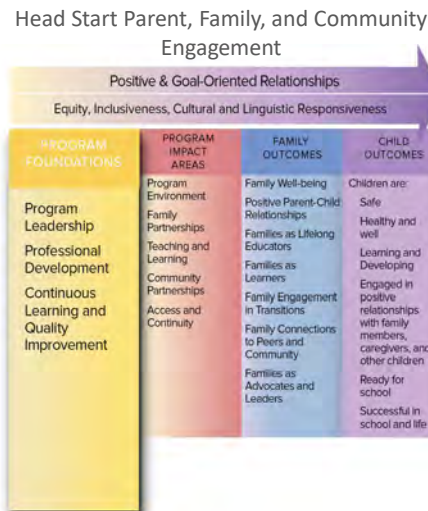 Head Start Parent, Family, and Community
Engagement
Positive & Goal-Oriented Relationships
Equity, Inclusiveness, Cultural and Linguistic Responsiveness
PROGRAM
FOUNDATIONS
Program
Leadership
Professional
Development
Continuous
Learning and
Quality
Improvement
PROGRAM
IMPACT
AREAS
Program
Environment
Family
Partnerships
Teaching and
Learning
Community
Partnerships
Access and
Continuity
FAMILY
OUTCOMES
Family Well-being
Positive Parent-Child
Relationships
Families as Lifelong
Educators
Families as
Learners
Family Engagement
in Transitions
Family Connections
to Peers and
Community
Families as
Advocates and
Leaders
CHILD
OUTCOMES
Children are:
Safe
Healthy and
well
Learning and
Developing
Engaged in
positive
relationships
with family
members,
caregivers, and
other children
Ready for
school
Successful in
school and life